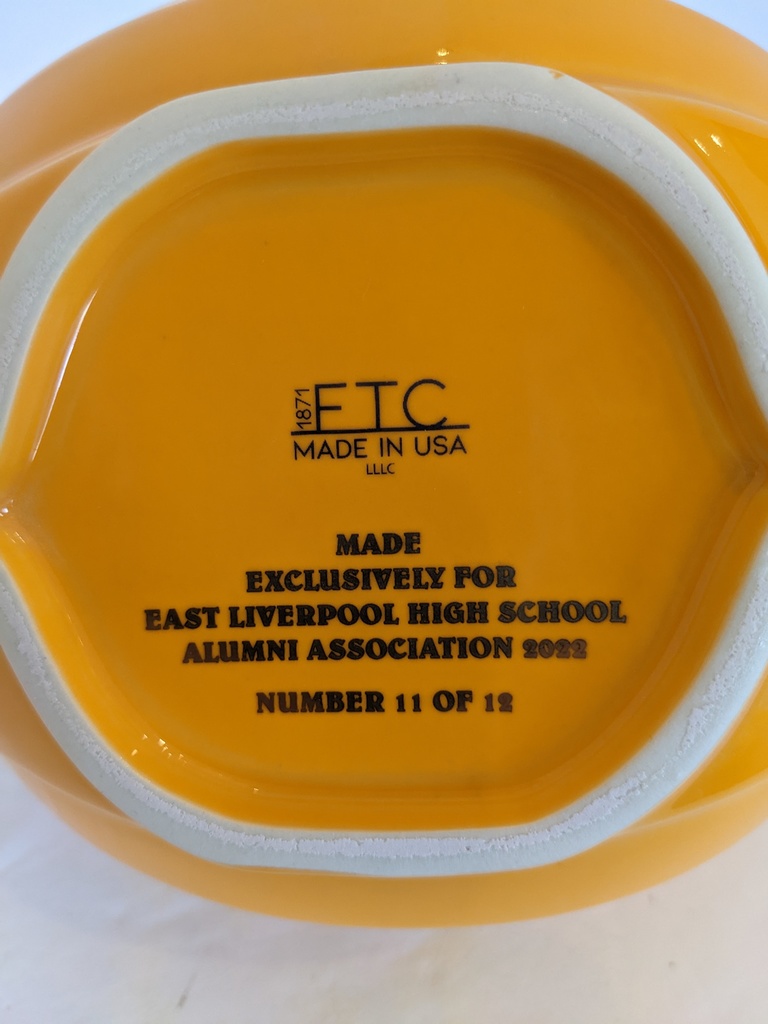 1871 FTC
MADE IN USA
LLLC
MADE
EXCLUSIVELY FOR
EAST LIVERPOOL HIGH SCHOOL
ALUMNI ASSOCIATION 2022
NUMBER 11 OF 12